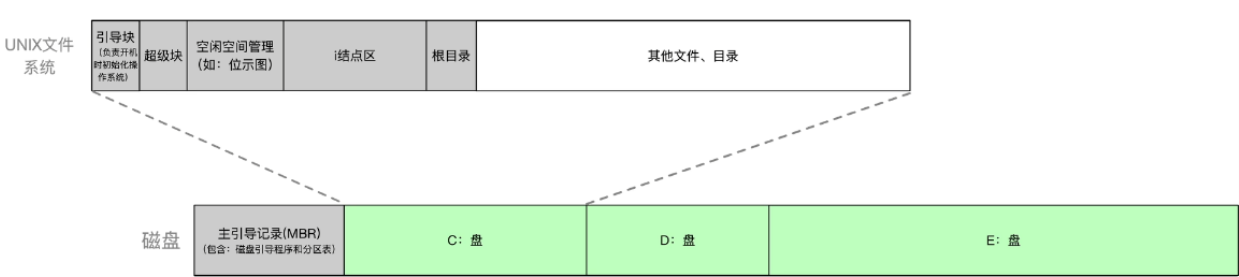 UNIX文件
系统
引导块
（负责开机
时初始化操
作系统）
超级块
空闲空间管理
（如：位示图）
i结点区
根目录
其他文件、目录
磁盘
主引导记录(MBR)
（包含：磁盘引导程序和分区表）
C：盘
D：盘
E：盘